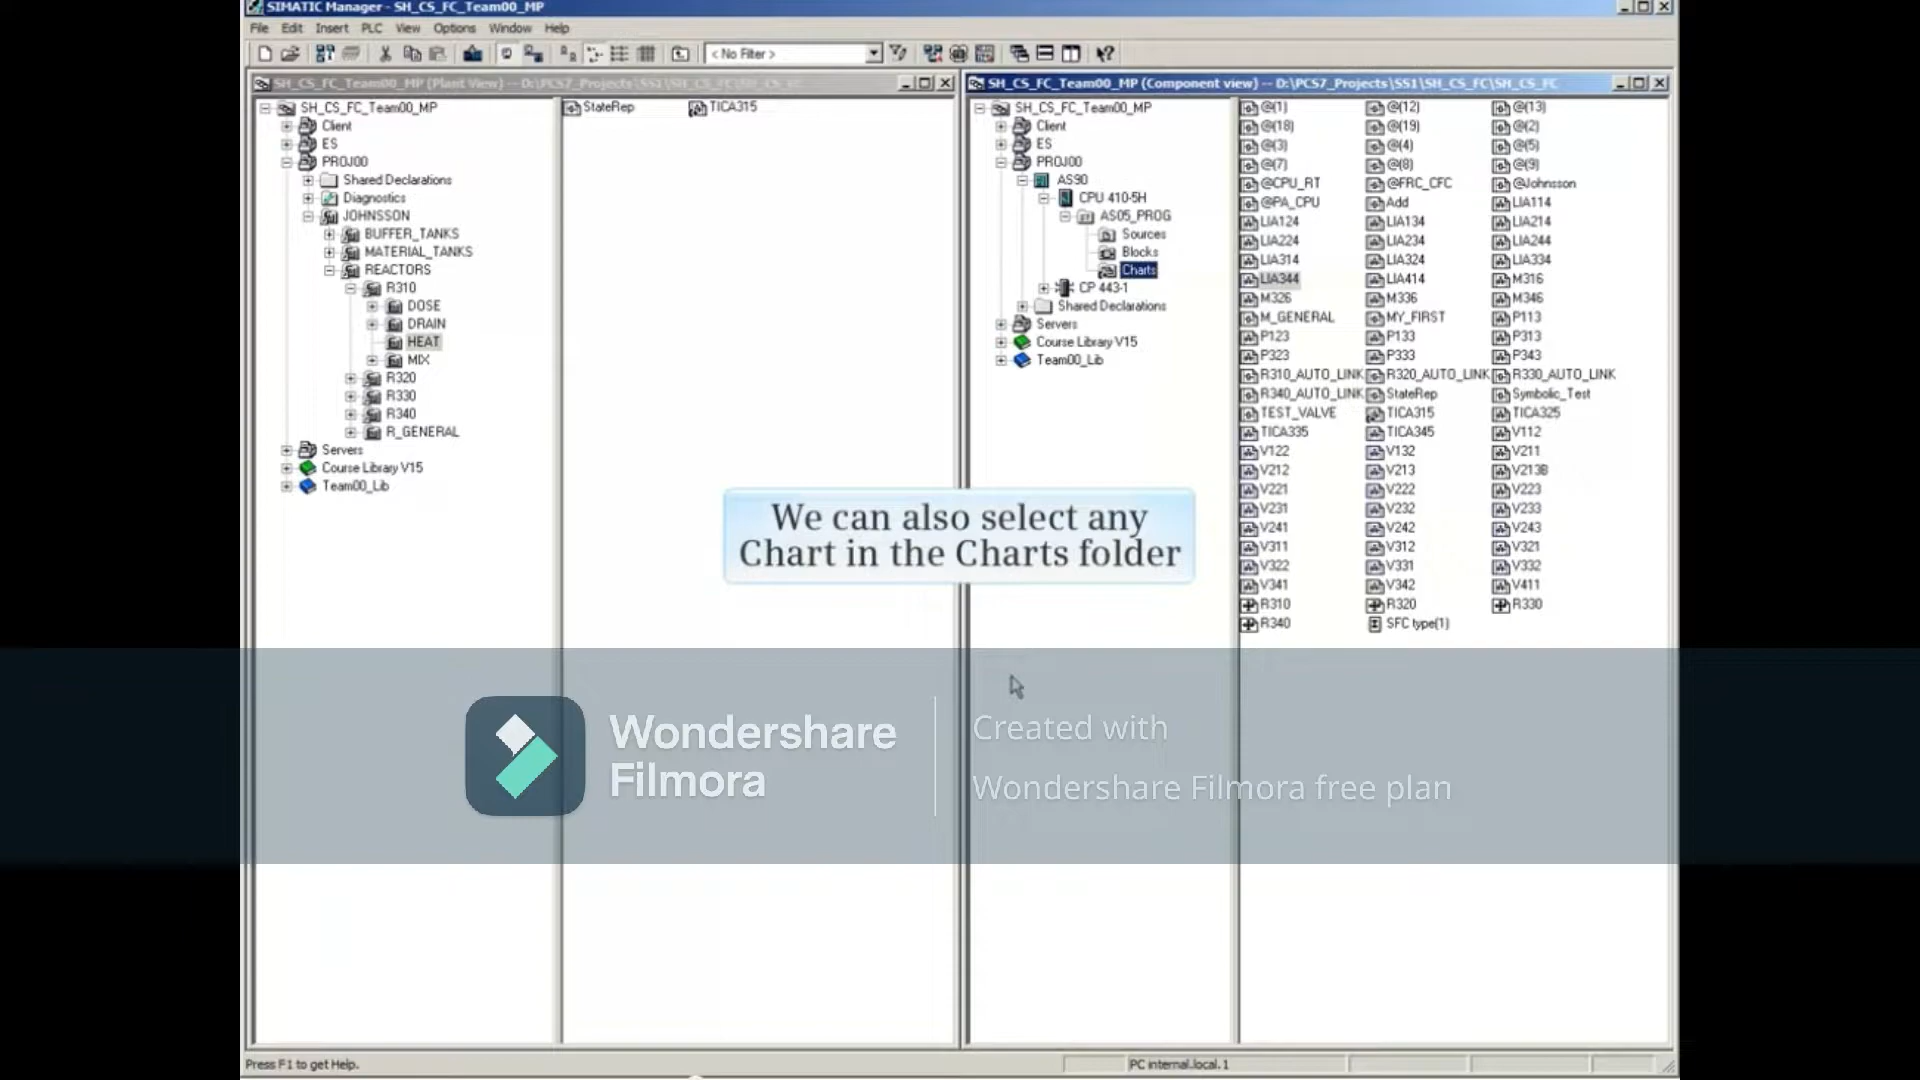 SIMATIC Manager - SH_CS_FC_Team00_MP
File Edit Insert PLC View Options Window Help
< No Filter >
SH_CS_FC_Team00_MP (Plant View) -- D:\PCS7_Projects\SS1\SH_CS_FC\SH_CS_FC
SH_CS_FC_Team00_MP
Client
ES
PROJ00
Shared Declarations
Diagnostics
JOHNSSON
BUFFER_TANKS
MATERIAL_TANKS
REACTORS
R310
DOSE
DRAIN
HEAT
MIX
R320
R330
R340
R_GENERAL
Servers
Course Library V15
Team00_Lib
StateRep TICA315
SH_CS_FC_Team00_MP (Component view) -- D:\PCS7_Projects\SS1\SH_CS_FC\SH_CS_FC
SH_CS_FC_Team00_MP
Client
ES
PROJ00
AS90
CPU 410-5H
AS05_PROG
Sources
Blocks
Charts
CP 443-1
Shared Declarations
Servers
Course Library V15
Team00_Lib
@(1) @(12) @(13)
@(18) @(19) @(2)
@(3) @(4) @(5)
@(7) @(8) @(9)
@CPU_RT @FRC_CFC @Johnsson
@PA_CPU Add LIA114
LIA124 LIA134 LIA214
LIA224 LIA234 LIA244
LIA314 LIA324 LIA334
LIA344 LIA414 M316
M326 M336 M346
M_GENERAL MY_FIRST P113
P123 P133 P313
P323 P333 P343
R310_AUTO_LINK R320_AUTO_LINK R330_AUTO_LINK
R340_AUTO_LINK StateRep Symbolic_Test
TEST_VALVE TICA315 TICA325
TICA335 TICA345 V112
V122 V132 V211
V212 V213 V213B
V221 V222 V223
V231 V232 V233
V241 V242 V243
V311 V312 V321
V322 V331 V332
V341 V342 V411
R310 R320 R330
R340 SFC type(1)
We can also select any
Chart in the Charts folder
Wondershare
Filmora
Created with
Wondershare Filmora free plan
Press F1 to get Help.
PC internal.local.1